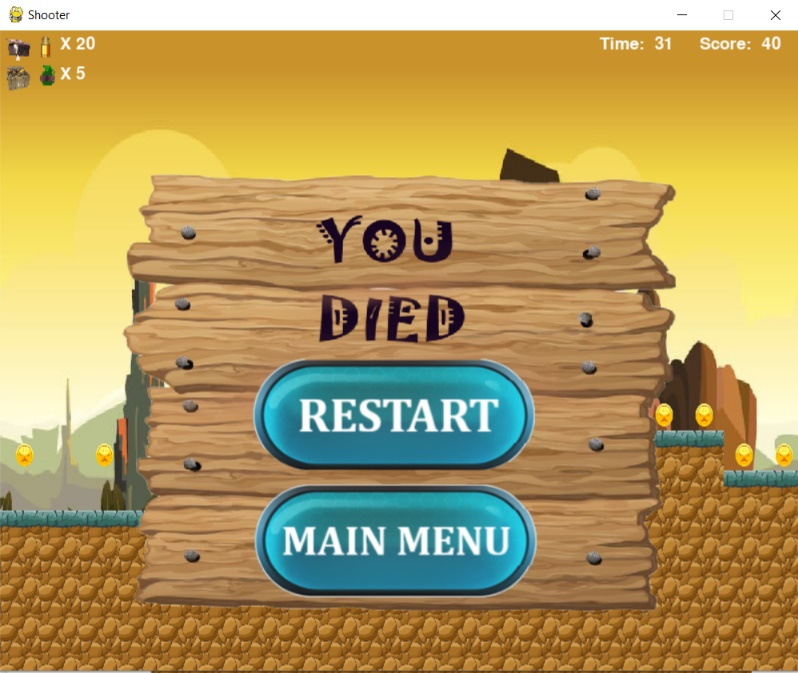 Shooter
X 20
Time: 31 Score: 40
X 5
YOU
DIED
RESTART
MAIN MENU